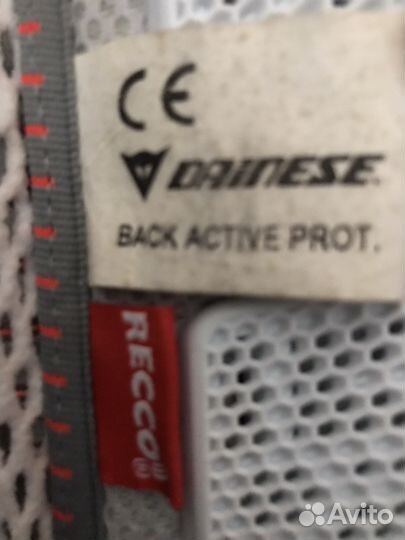 CE
DAINESE
BACK ACTIVE PROT.
RECCO
Avito